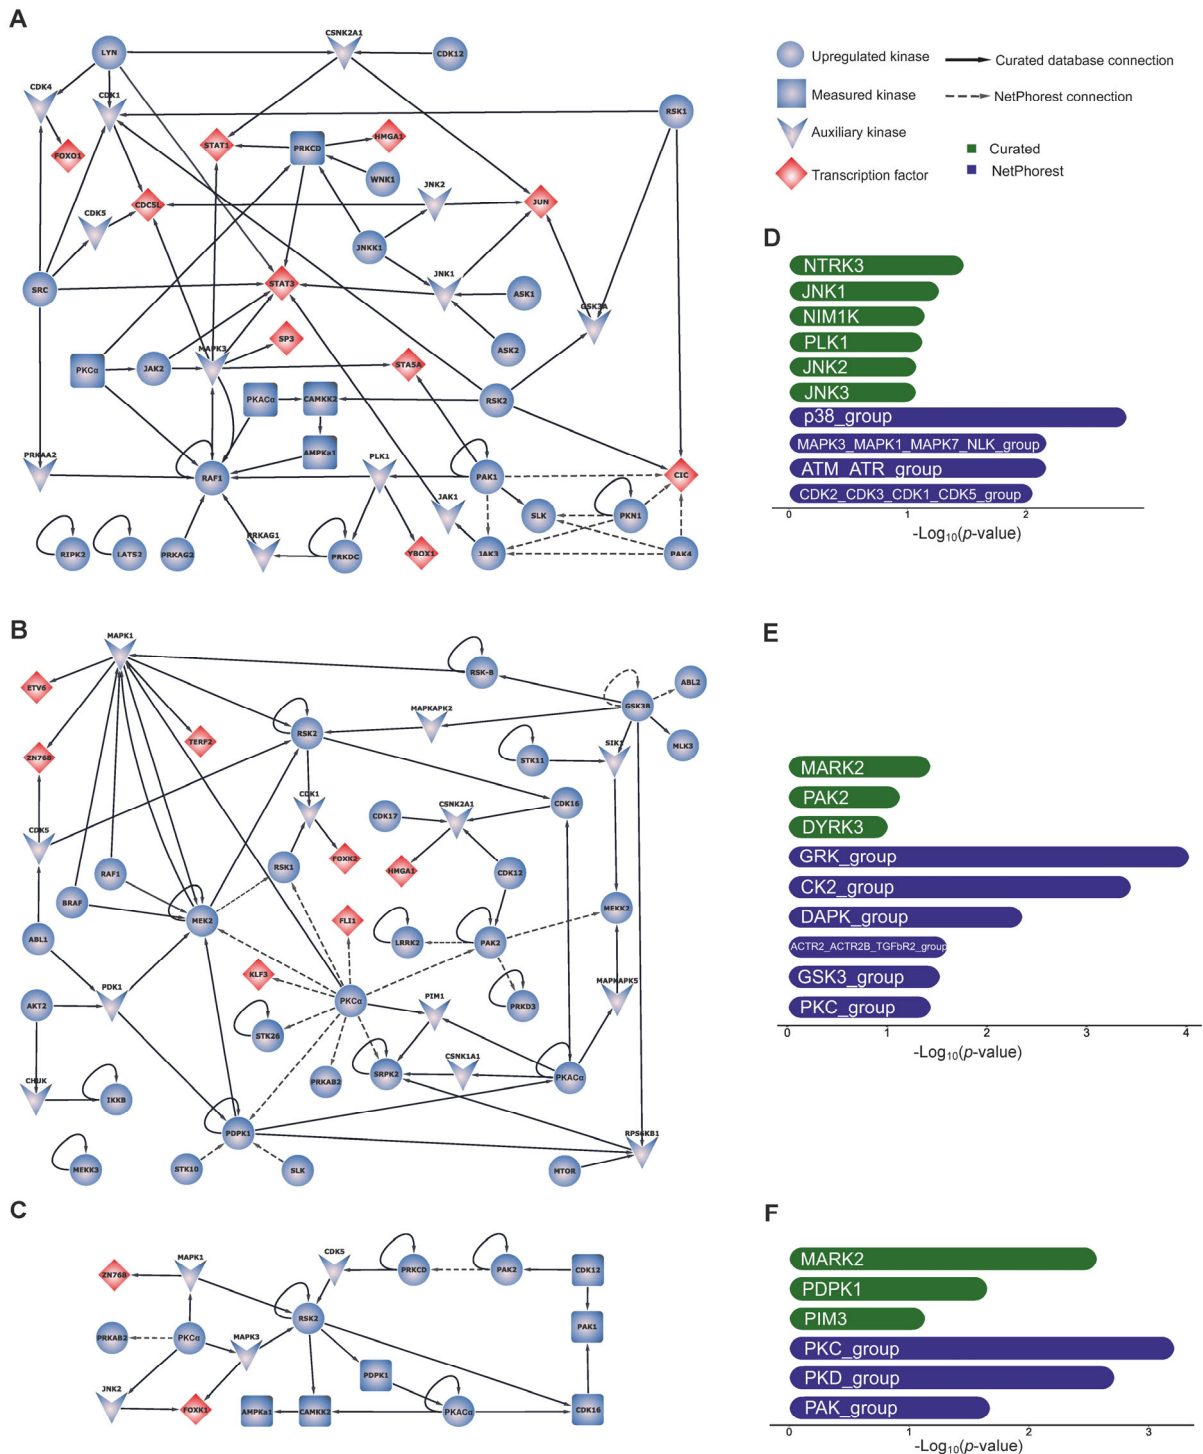 A
CSNK2A1
LYN
CDK12
CDK4
CDK1
RSK1
FOXO1
STAT1
PRKCD
HMGA1
WNK1
JNK2
CDC5L
JUN
CDK5
JNKK1
JNK1
SRC
STAT3
ASK1
GSK3A
SP3
ASK2
MAPK3
STA5A
PKCα
JAK2
PKACα
CAMKK2
RSK2
AMPKa1
PRKAA2
PLK1
RAF1
PAK1
CIC
JAK1
SLK
PKN1
PRKAG1
RIPK2
LATS2
PRKAG2
PRKDC
YBOX1
JAK3
PAK4
Upregulated kinase
Curated database connection
Measured kinase
NetPhorest connection
Auxiliary kinase
Curated
NetPhorest
Transcription factor
D
NTRK3
JNK1
NIM1K
PLK1
JNK2
JNK3
p38_group
MAPK3_MAPK1_MAPK7_NLK_group
ATM_ATR_group
CDK2_CDK3_CDK1_CDK5_group
0 1 2
-Log10(p-value)
B
MAPK1
ETV6
RSK-B
ABL2
GSK3B
MAPKAPK2
RSK2
TERF2
MLK3
ZN768
STK11
SIK1
CDK1
CDK16
CSNK2A1
CDK17
CDK5
FOXK2
RSK1
HMGA1
CDK12
RAF1
BRAF
MEK2
MEKK2
FLI1
ABL1
LRRK2
PAK2
KLF3
MAPKAPK5
PDK1
AKT2
PKCα
PIM1
PRKD3
STK26
CSNK1A1
PRKAB2
SRPK2
PKACα
CHUK
IKKB
PDPK1
RPS6KB1
MEKK3
STK10
SLK
MTOR
E
MARK2
PAK2
DYRK3
GRK_group
CK2_group
DAPK_group
ACTR2_ACTR2B_TGFbR2_group
GSK3_group
PKC_group
0 1 2 3 4
-Log10(p-value)
C
MAPK1
CDK5
ZN768
PRKCD
PAK2
CDK12
RSK2
PAK1
PRKAB2
PKCα
MAPK3
PDPK1
JNK2
FOXK1
AMPKa1
CAMKK2
PKACα
CDK16
F
MARK2
PDPK1
PIM3
PKC_group
PKD_group
PAK_group
0 1 2 3
-Log10(p-value)